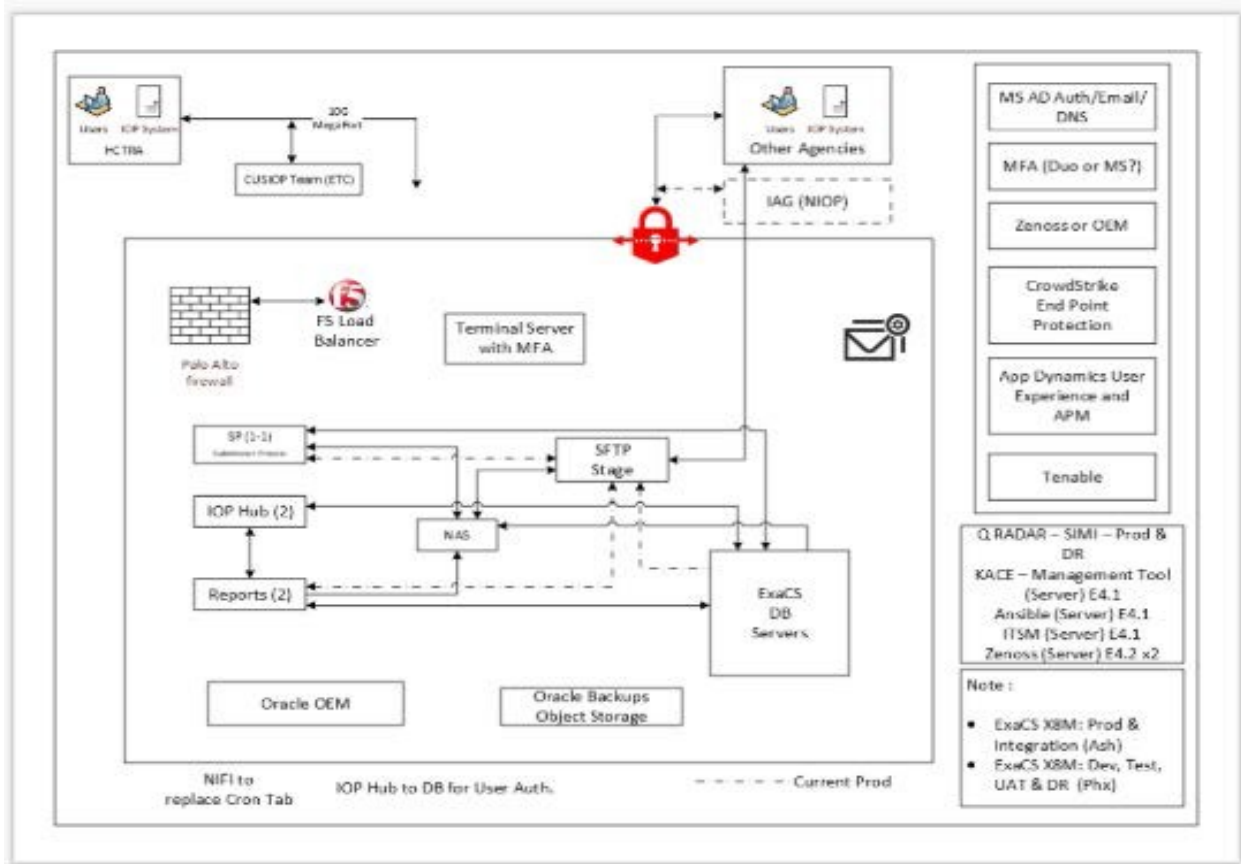 Users IOP System
HCTRA
10G
MegaPort
CUSIOP Team (ETC)
Users IOP System
Other Agencies
IAG (NIOP)
F5
F5 Load
Balancer
Palo Alto
firewall
Terminal Server
with MFA
SP (1-1)
SFTP
Stage
IOP Hub (2)
NAS
Reports (2)
ExaCS
DB
Servers
Oracle OEM
Oracle Backups
Object Storage
NIFI to
replace Cron Tab
IOP Hub to DB for User Auth.
Current Prod
MS AD Auth/Email/
DNS
MFA (Duo or MS?)
Zenoss or OEM
CrowdStrike
End Point
Protection
App Dynamics User
Experience and
APM
Tenable
Q RADAR – SIMI – Prod &
DR
KACE – Management Tool
(Server) E4.1
Ansible (Server) E4.1
ITSM (Server) E4.1
Zenoss (Server) E4.2 x2
Note :
• ExaCS X8M: Prod &
Integration (Ash)
• ExaCS X8M: Dev, Test,
UAT & DR (Phx)